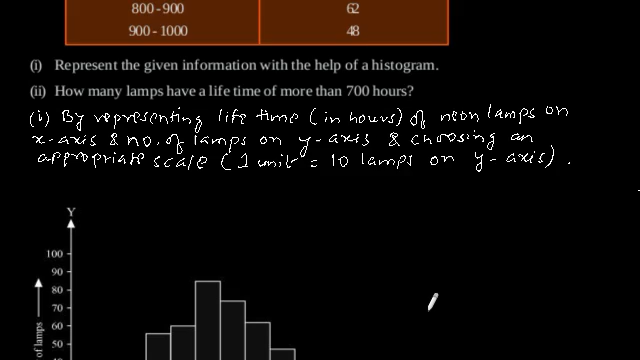 800 - 900 62
900 - 1000 48
(i) Represent the given information with the help of a histogram.
(ii) How many lamps have a life time of more than 700 hours?
(i) By representing life time (in hours) of neon lamps on
x-axis & no. of lamps on y-axis & choosing an
appropriate scale (1 unit = 10 lamps on y-axis).
Y
100
90
80
70
60
50
of lamps